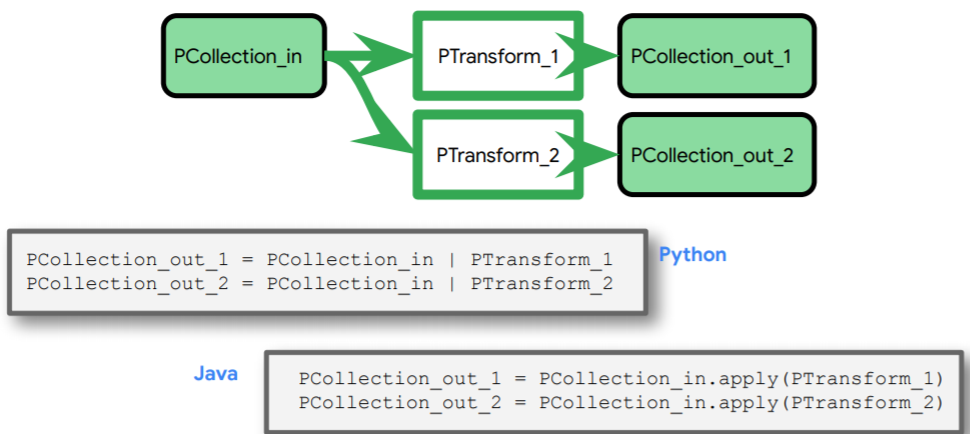 PCollection_in
PTransform_1
PCollection_out_1
PTransform_2
PCollection_out_2
PCollection_out_1 = PCollection_in | PTransform_1
PCollection_out_2 = PCollection_in | PTransform_2
Python
Java
PCollection_out_1 = PCollection_in.apply(PTransform_1)
PCollection_out_2 = PCollection_in.apply(PTransform_2)